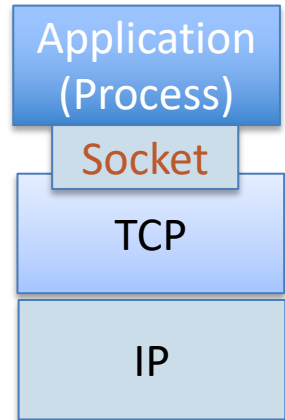 Application
(Process)
Socket
TCP
IP